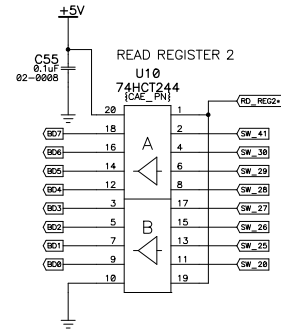 +5V
C55
0.1uF
02-0008
READ REGISTER 2
U10
74HCT244
{CAE_PN}
RD_REG2*
20 1
BD7 18 A 2 SW_41
BD6 16 4 SW_30
BD5 14 6 SW_29
BD4 12 8 SW_28
BD3 3 B 17 SW_27
BD2 5 15 SW_26
BD1 7 13 SW_25
BD0 9 11 SW_20
10 19